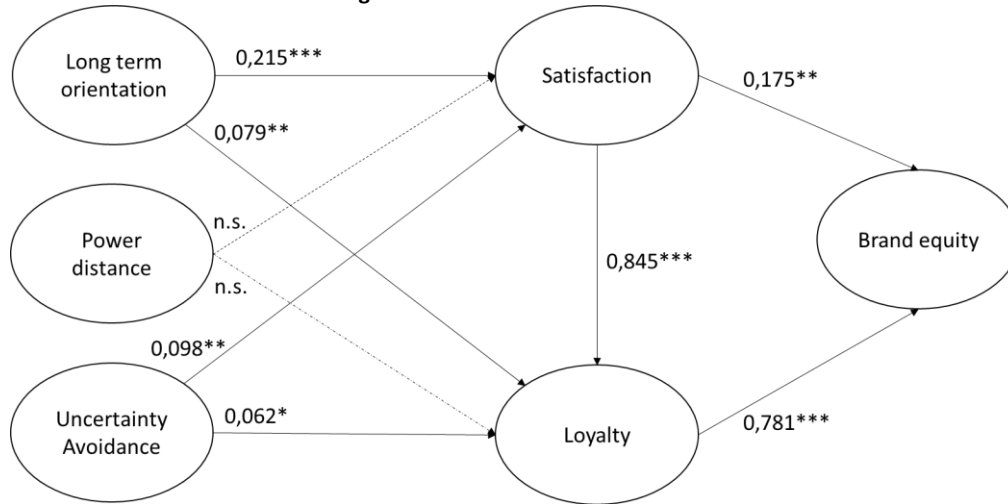 Long term
orientation
0,215***
Satisfaction
0,175**
0,079**
Power
distance
n.s.
n.s.
Brand equity
0,845***
0,098**
Uncertainty
Avoidance
0,062*
Loyalty
0,781***